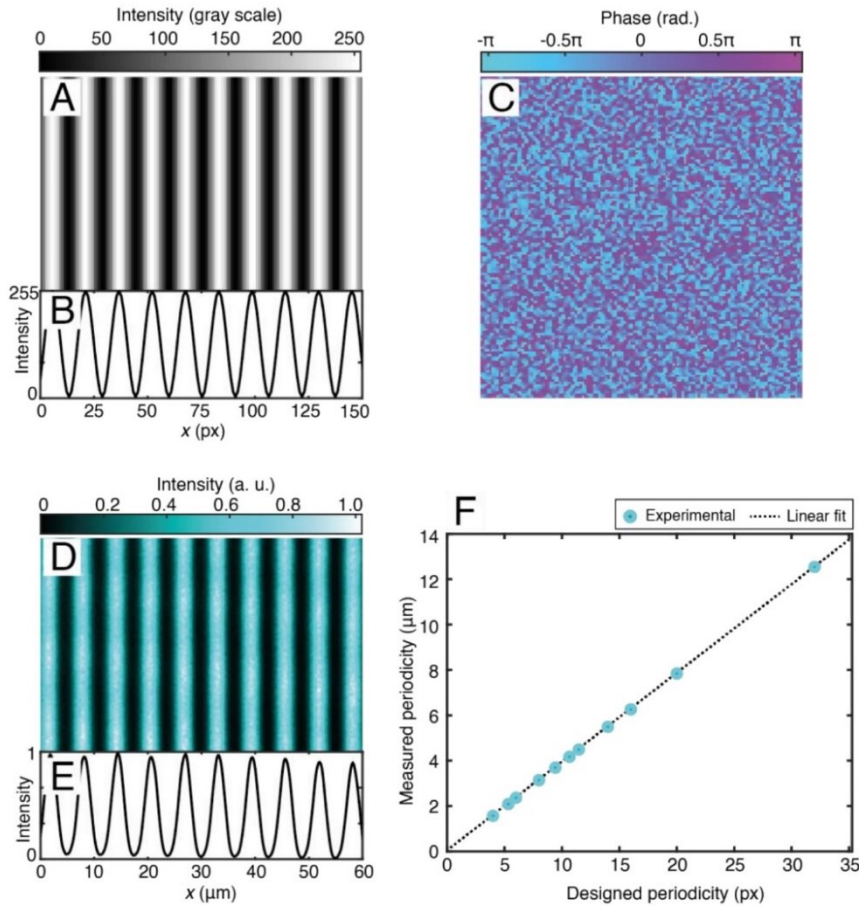 Intensity (gray scale)
0 50 100 150 200 250
A
255
B
Intensity
0
0 25 50 75 100 125 150
x (px)
Phase (rad.)
-π -0.5π 0 0.5π π
C
Intensity (a. u.)
0 0.2 0.4 0.6 0.8 1.0
D
1
E
Intensity
0
0 10 20 30 40 50 60
x (μm)
F
Experimental Linear fit
14
12
10
8
6
4
2
0
Measured periodicity (μm)
0 5 10 15 20 25 30 35
Designed periodicity (px)